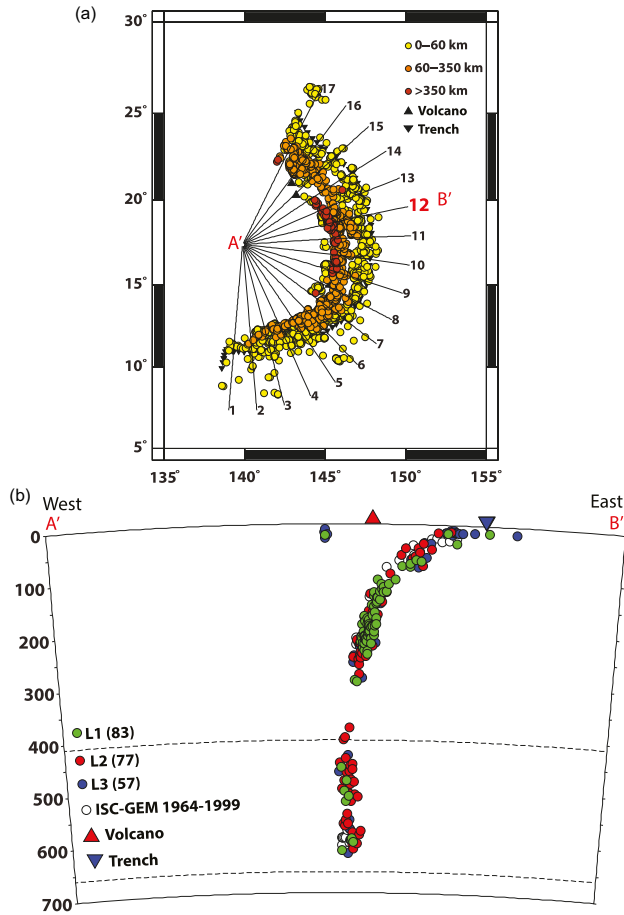 (a)
30°
25°
20°
15°
10°
5°
135°
140°
145°
150°
155°
0–60 km
60–350 km
>350 km
Volcano
Trench
17
16
15
14
13
12 B'
A'
11
10
9
8
7
6
5
4
3
2
1
(b)
West
East
A'
B'
0
100
200
300
400
500
600
700
L1 (83)
L2 (77)
L3 (57)
ISC-GEM 1964-1999
Volcano
Trench